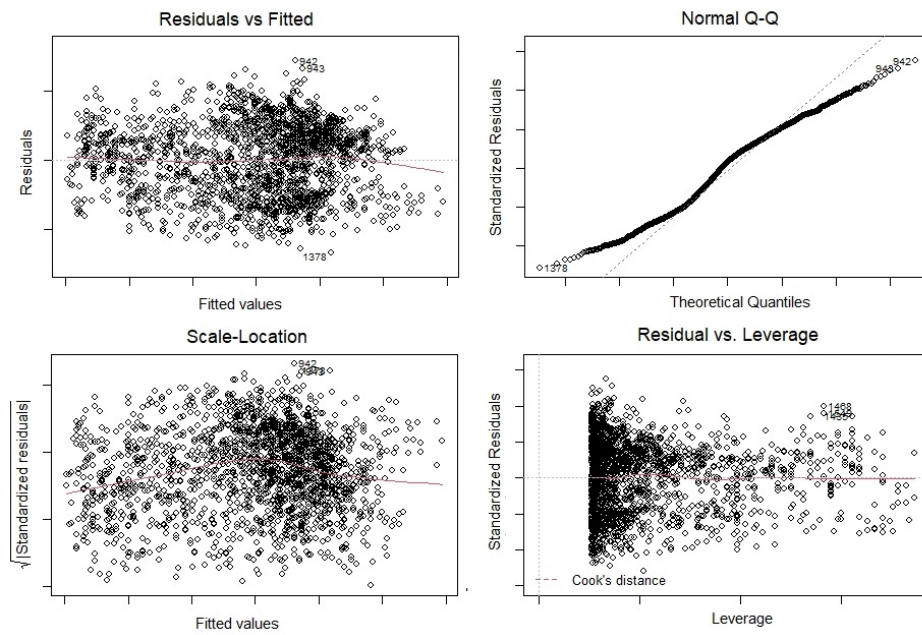 Residuals vs Fitted
942
943
Residuals
1378
Fitted values
Normal Q-Q
942
943
Standardized Residuals
1378
Theoretical Quantiles
Scale-Location
942
√|Standardized residuals|
Fitted values
Residual vs. Leverage
1468
Standardized Residuals
Cook's distance
Leverage